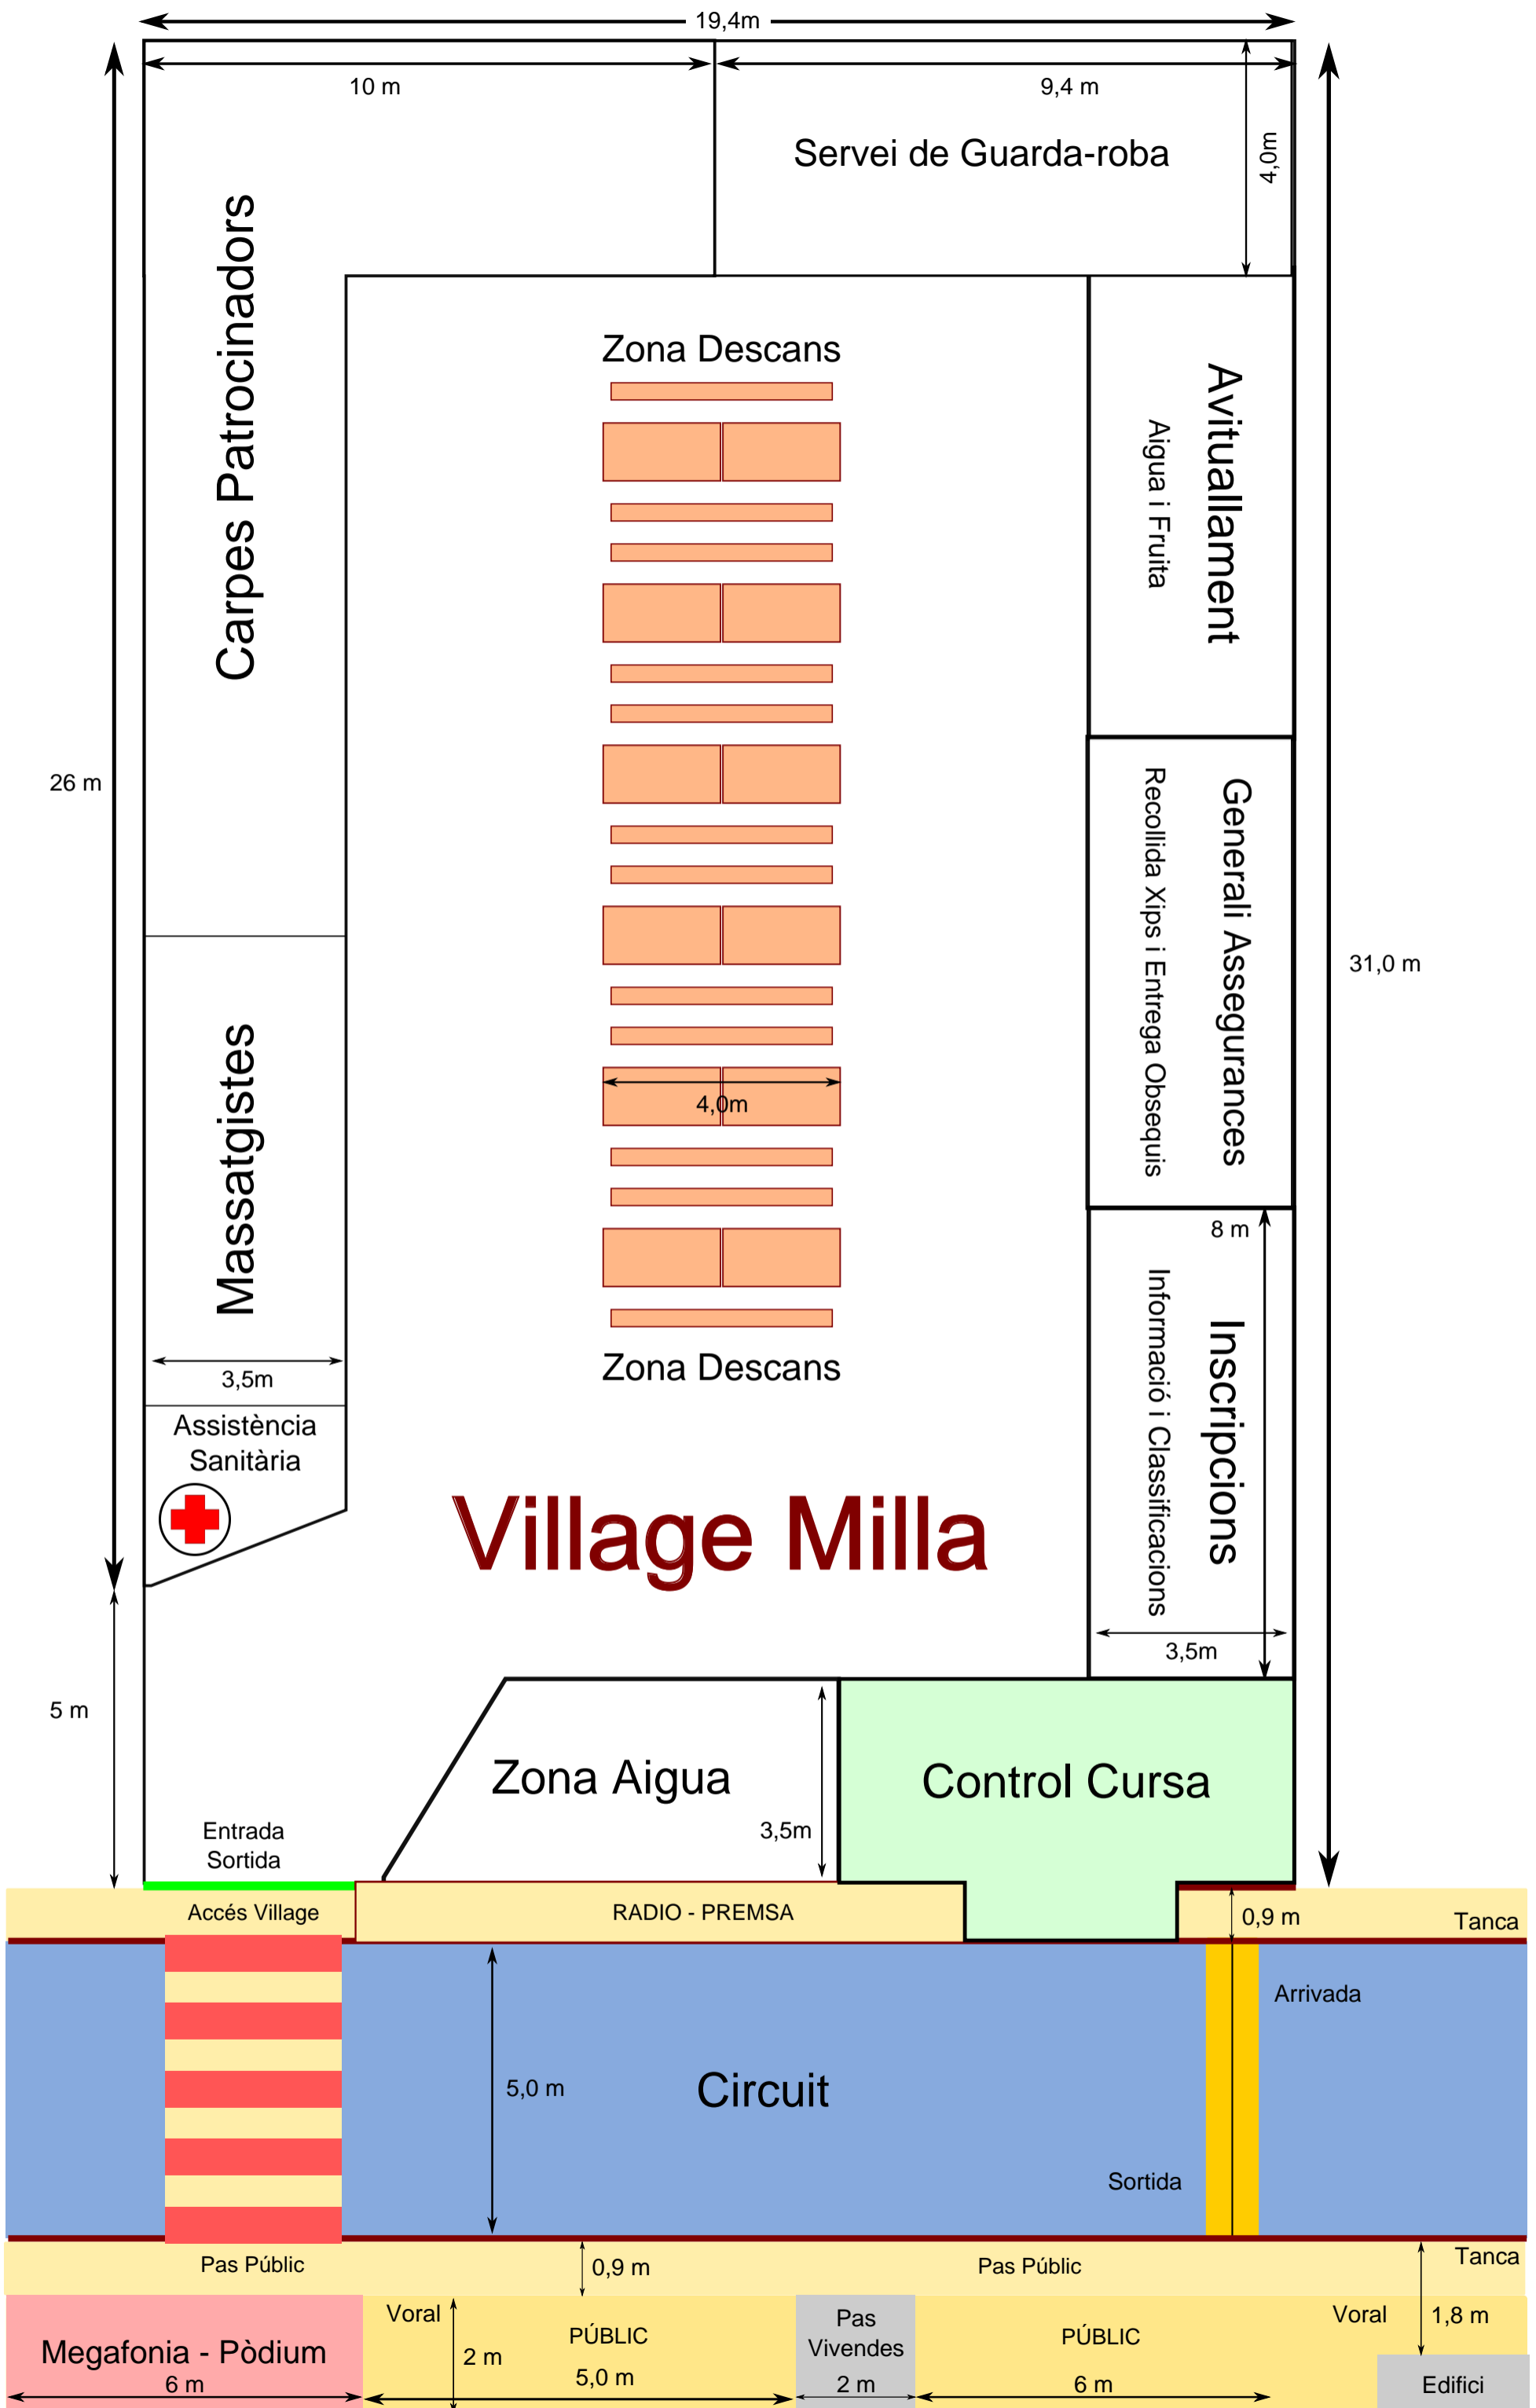 19,4m
10 m
9,4 m
Servei de Guarda-roba
4,0m
Carpes Patrocinadors
Zona Descans
Avituallament
Aigua i Fruita
26 m
Generali Assegurances
Recollida Xips i Entrega Obsequis
31,0 m
Massatgistes
4,0m
8 m
3,5m
Zona Descans
Inscripcions
Informació i Classificacions
Assistència
Sanitària
Village Milla
3,5m
5 m
Zona Aigua
3,5m
Control Cursa
Entrada
Sortida
Accés Village
RADIO - PREMSA
0,9 m
Tanca
Arrivada
5,0 m
Circuit
Sortida
Pas Públic
0,9 m
Pas Públic
Tanca
Megafonia - Pòdium
6 m
Voral
2 m
PÚBLIC
5,0 m
Pas
Vivendes
2 m
PÚBLIC
6 m
Voral
1,8 m
Edifici